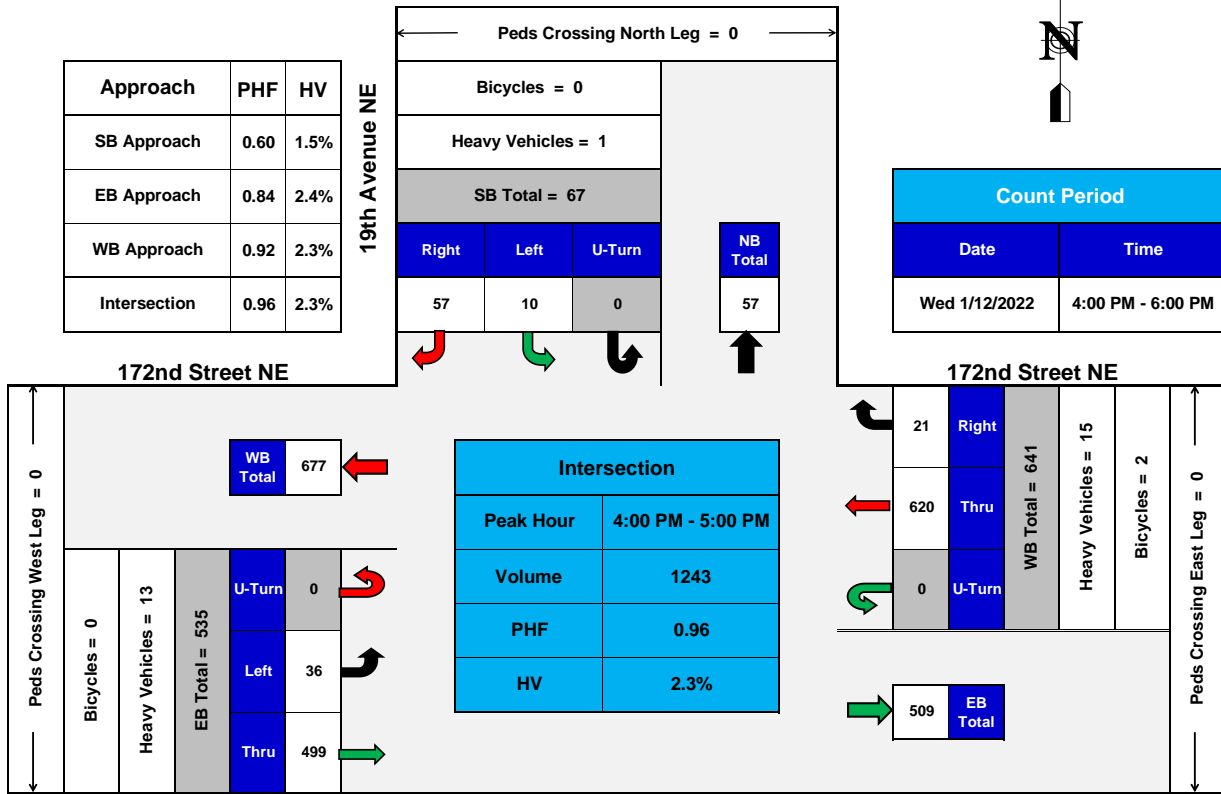 Peds Crossing North Leg = 0
N
Approach PHF HV
SB Approach 0.60 1.5%
EB Approach 0.84 2.4%
WB Approach 0.92 2.3%
Intersection 0.96 2.3%
19th Avenue NE
Bicycles = 0
Heavy Vehicles = 1
SB Total = 67
Right Left U-Turn
57 10 0
NB
Total
57
Count Period
Date Time
Wed 1/12/2022 4:00 PM - 6:00 PM
172nd Street NE
172nd Street NE
Peds Crossing West Leg = 0
WB
Total
677
Bicycles = 0
Heavy Vehicles = 13
EB Total = 535
U-Turn 0
Left 36
Thru 499
Intersection
Peak Hour 4:00 PM - 5:00 PM
Volume 1243
PHF 0.96
HV 2.3%
21 Right
620 Thru
0 U-Turn
WB Total = 641
Heavy Vehicles = 15
Bicycles = 2
Peds Crossing East Leg = 0
509
EB
Total